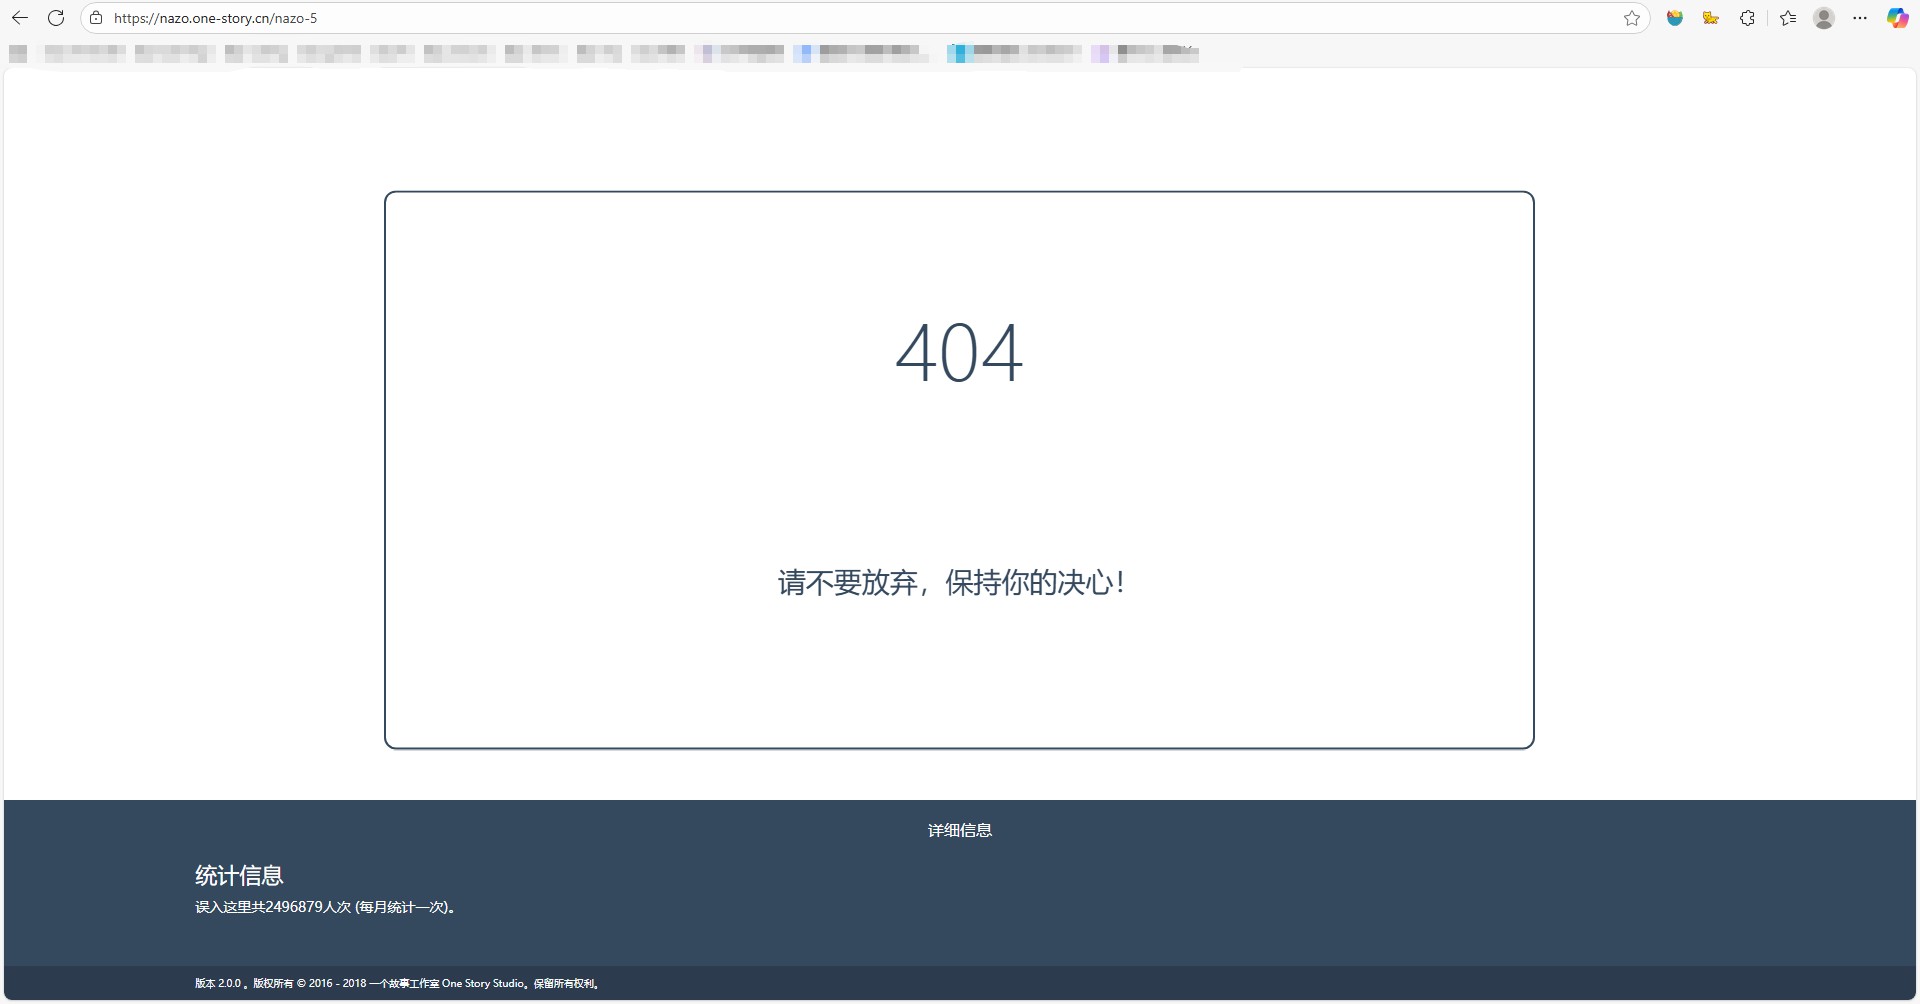 https://nazo.one-story.cn/nazo-5
404
请不要放弃，保持你的决心！
详细信息
统计信息
误入这里共2496879人次 (每月统计一次)。
版本 2.0.0 。版权所有 © 2016 - 2018 一个故事工作室 One Story Studio。保留所有权利。